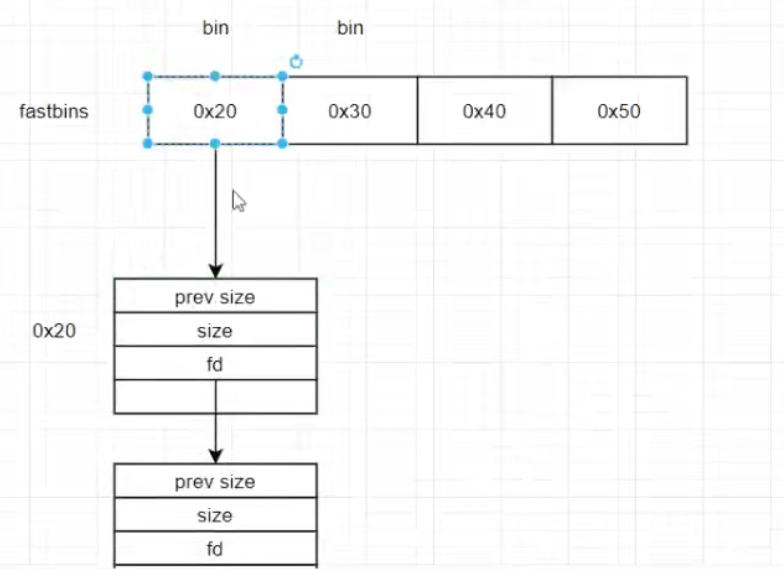 bin bin
fastbins 0x20 0x30 0x40 0x50
prev size
0x20 size
fd
prev size
size
fd